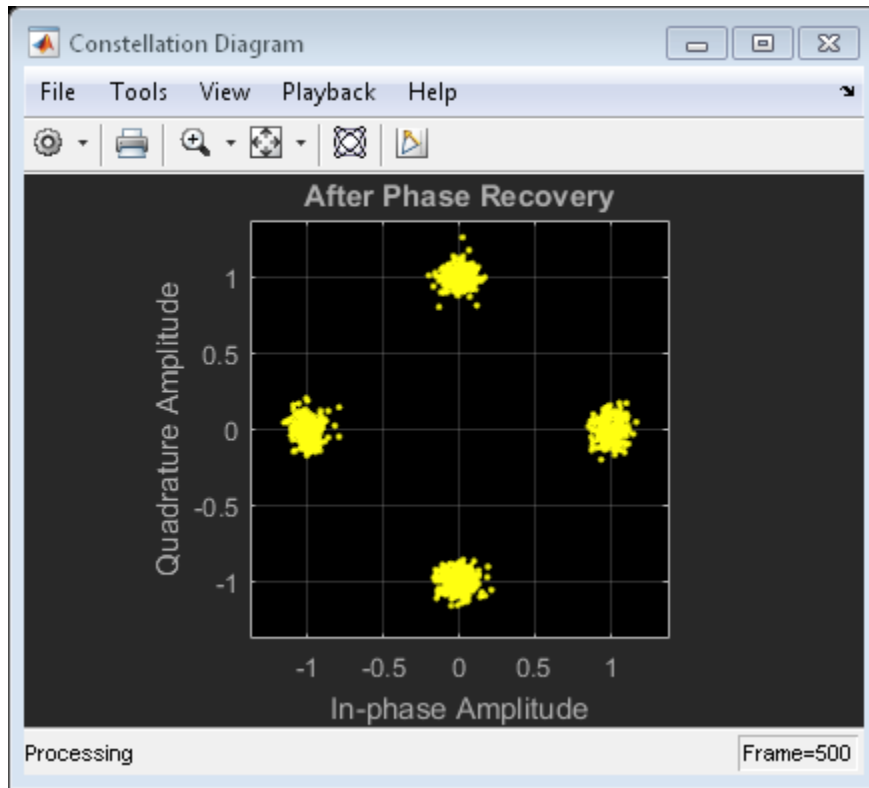 Constellation Diagram
File Tools View Playback Help
After Phase Recovery
Quadrature Amplitude
1
0.5
0
-0.5
-1
-1 -0.5 0 0.5 1
In-phase Amplitude
Processing Frame=500